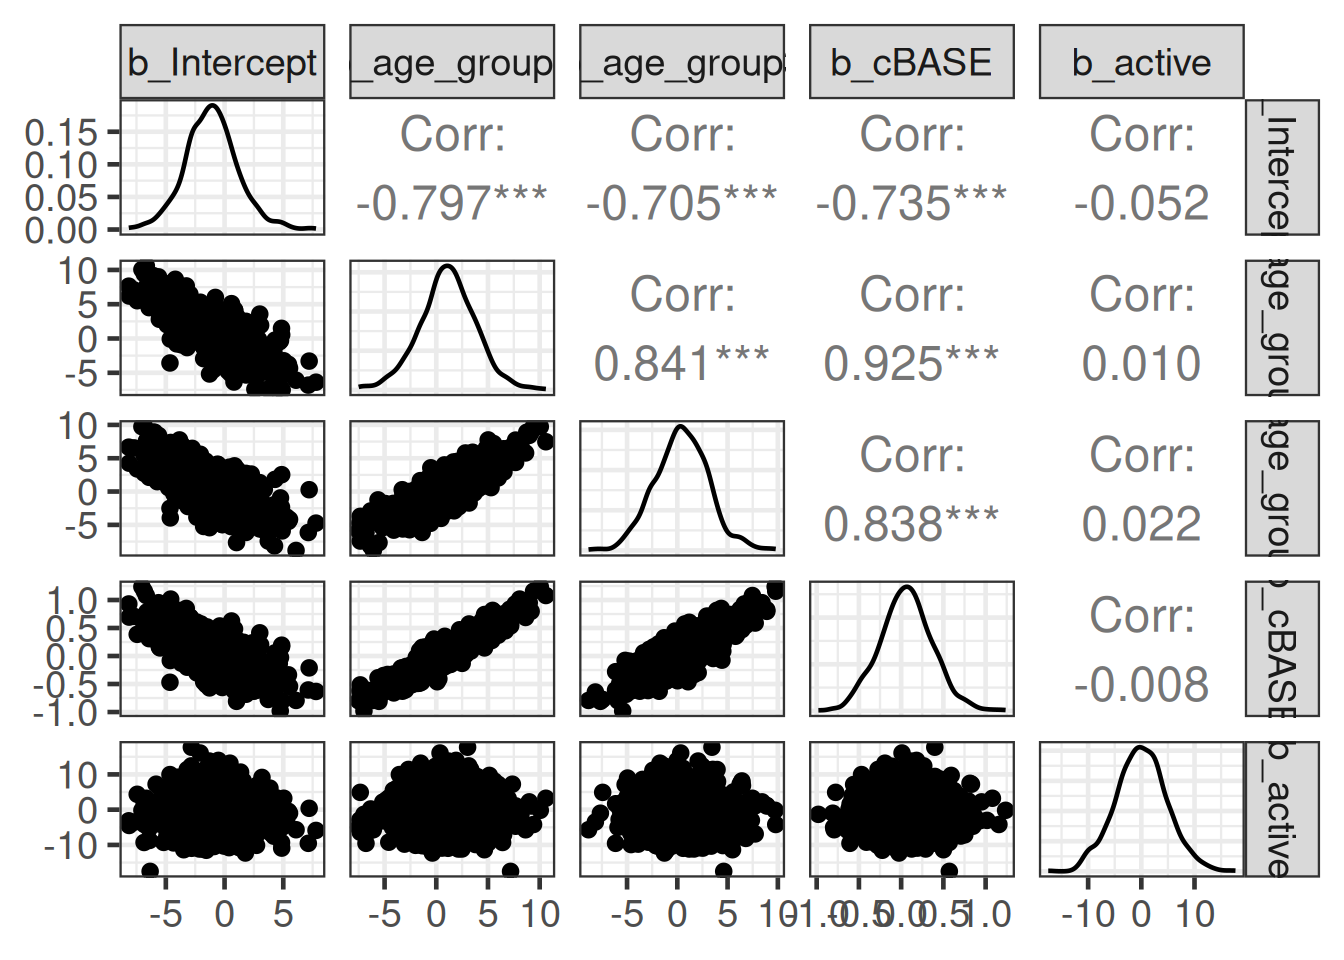 b_Intercept _age_group _age_group b_cBASE b_active
0.15
0.10
0.05
0.00
Corr:
-0.797***
Corr:
-0.705***
Corr:
-0.735***
Corr:
-0.052
_Interce
10
5
0
-5
Corr:
0.841***
Corr:
0.925***
Corr:
0.010
age_grou
10
5
0
-5
Corr:
0.838***
Corr:
0.022
age_grou
1.0
0.5
0.0
-0.5
-1.0
Corr:
-0.008
b_cBASE
10
0
-10
b_active
-5 0 5
-5 0 5 10
-5 0 5 10
-1.0 -0.5 0.0 0.5 1.0
-10 0 10